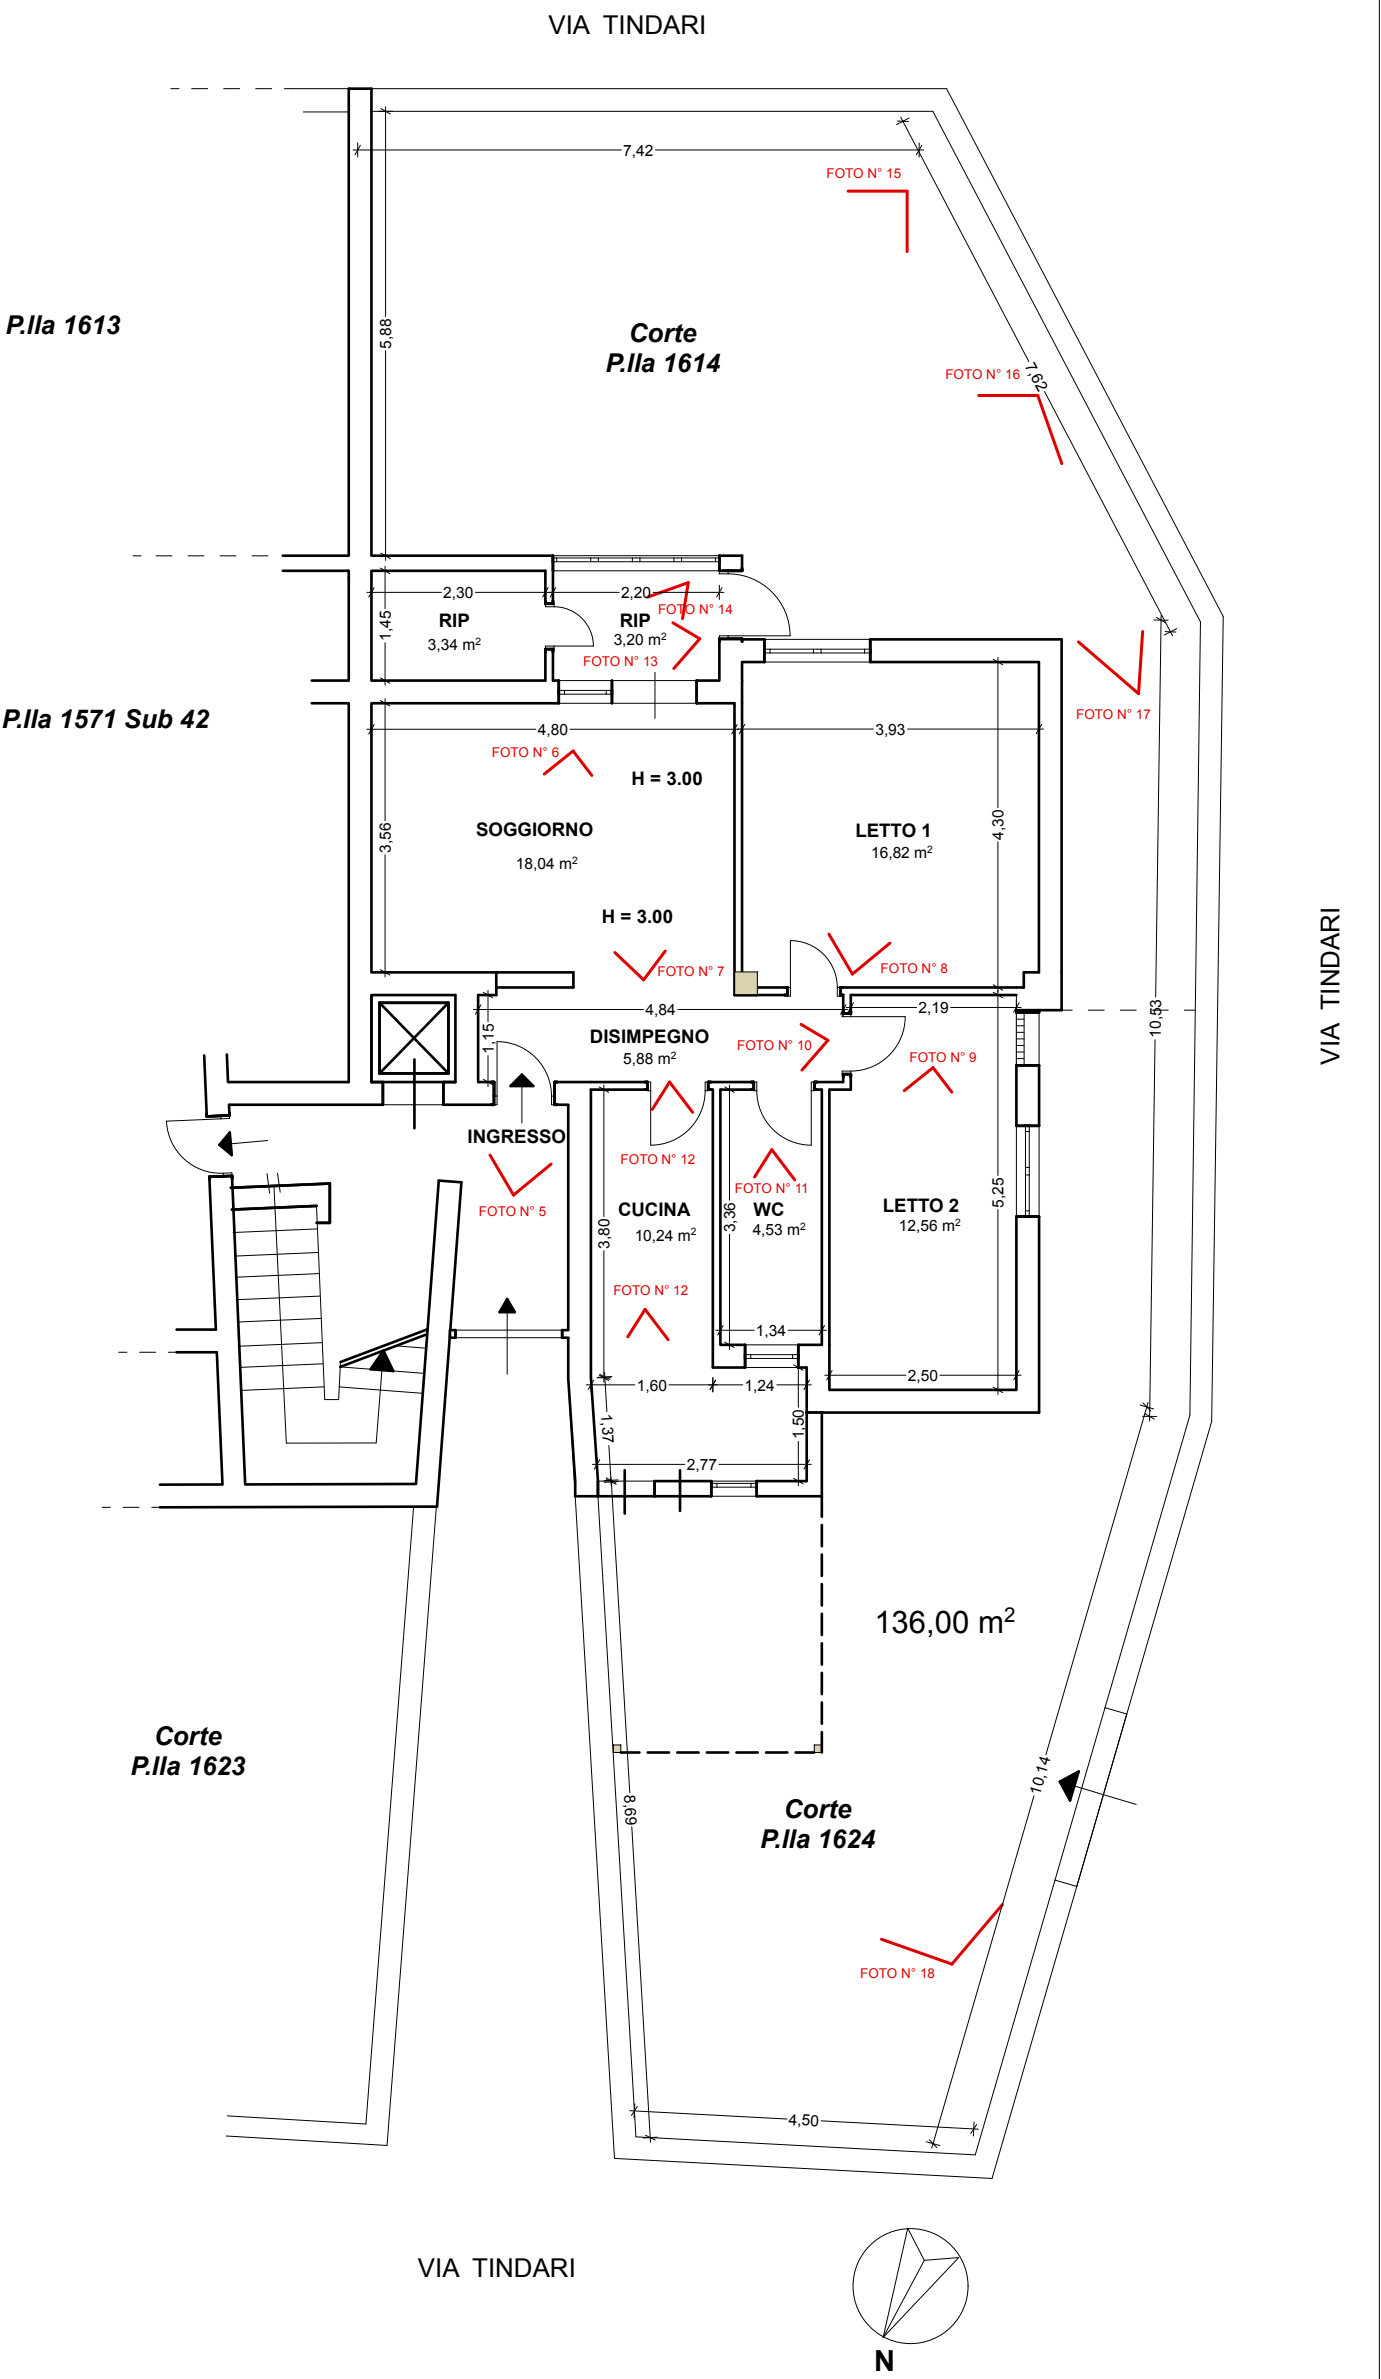 VIA TINDARI
7,42
FOTO N° 15
P.lla 1613
5,88
Corte
P.lla 1614
FOTO N° 16
7,62
2,30
2,20
RIP
3,34 m²
1,45
RIP
3,20 m²
FOTO N° 14
FOTO N° 13
P.lla 1571 Sub 42
FOTO N° 17
4,80
3,93
FOTO N° 6
H = 3.00
SOGGIORNO
18,04 m²
3,56
LETTO 1
16,82 m²
4,30
H = 3.00
FOTO N° 7
FOTO N° 8
VIA TINDARI
4,84
2,19
10,53
1,15
DISIMPEGNO
5,88 m²
FOTO N° 10
FOTO N° 9
INGRESSO
FOTO N° 5
FOTO N° 12
FOTO N° 11
CUCINA
10,24 m²
3,80
WC
4,53 m²
3,36
LETTO 2
12,56 m²
5,25
FOTO N° 12
1,34
1,60
1,24
2,50
1,37
1,50
2,77
136,00 m²
Corte
P.lla 1623
10,14
8,69
Corte
P.lla 1624
FOTO N° 18
4,50
VIA TINDARI
N